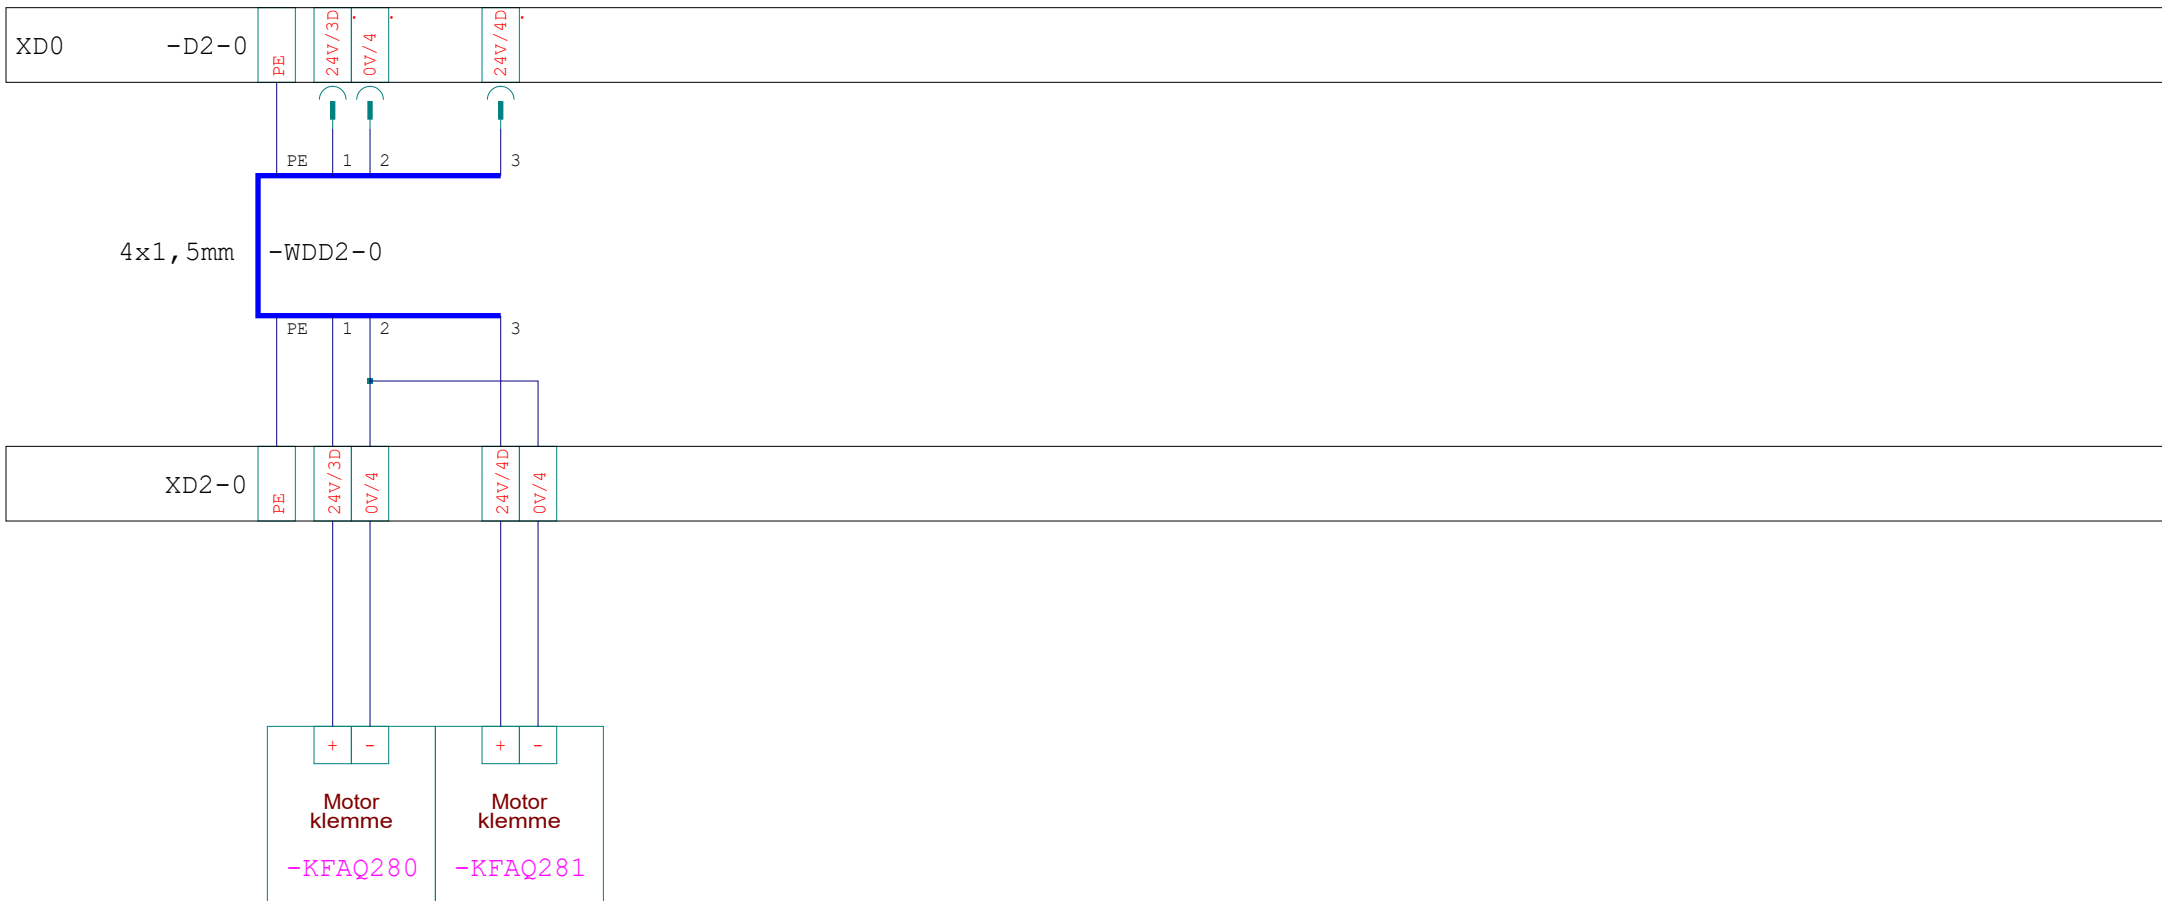 XD0 -D2-0 PE 24V/3D 0V/4 24V/4D
PE 1 2 3
4x1,5mm -WDD2-0
PE 1 2 3
XD2-0 PE 24V/3D 0V/4 24V/4D 0V/4
+ - + -
Motor klemme
Motor klemme
-KFAQ280 -KFAQ281